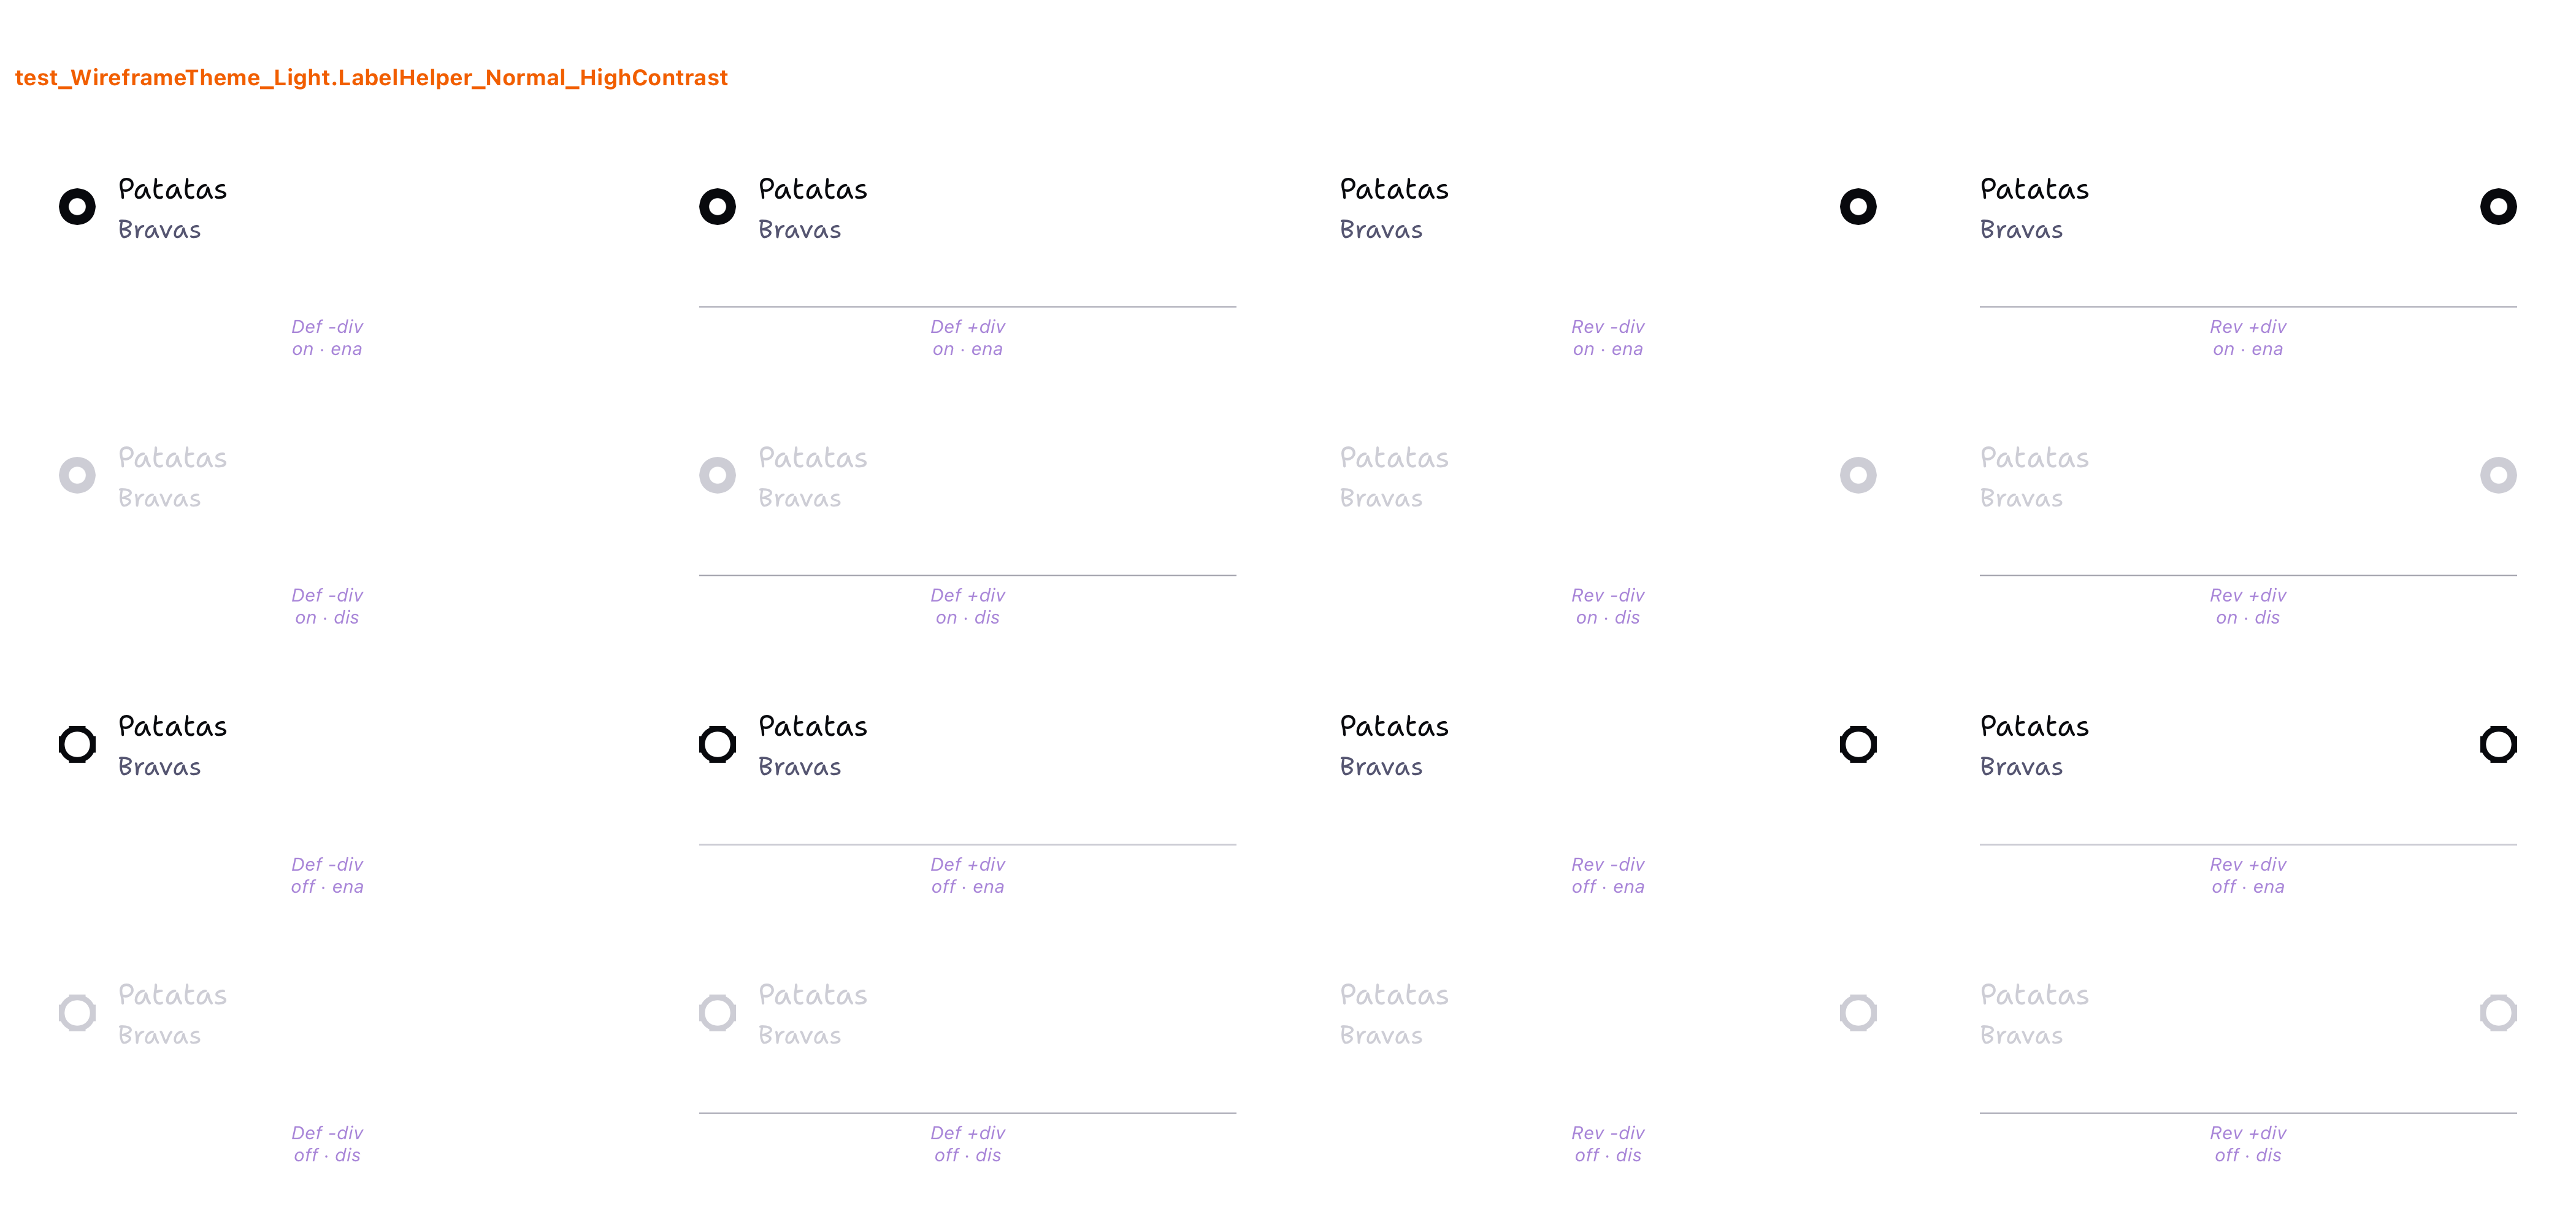 test_WireframeTheme_Light.LabelHelper_Normal_HighContrast
Patatas
Bravas
Def -div
on · ena
Patatas
Bravas
Def +div
on · ena
Patatas
Bravas
Rev -div
on · ena
Patatas
Bravas
Rev +div
on · ena
Patatas
Bravas
Def -div
on · dis
Patatas
Bravas
Def +div
on · dis
Patatas
Bravas
Rev -div
on · dis
Patatas
Bravas
Rev +div
on · dis
Patatas
Bravas
Def -div
off · ena
Patatas
Bravas
Def +div
off · ena
Patatas
Bravas
Rev -div
off · ena
Patatas
Bravas
Rev +div
off · ena
Patatas
Bravas
Def -div
off · dis
Patatas
Bravas
Def +div
off · dis
Patatas
Bravas
Rev -div
off · dis
Patatas
Bravas
Rev +div
off · dis